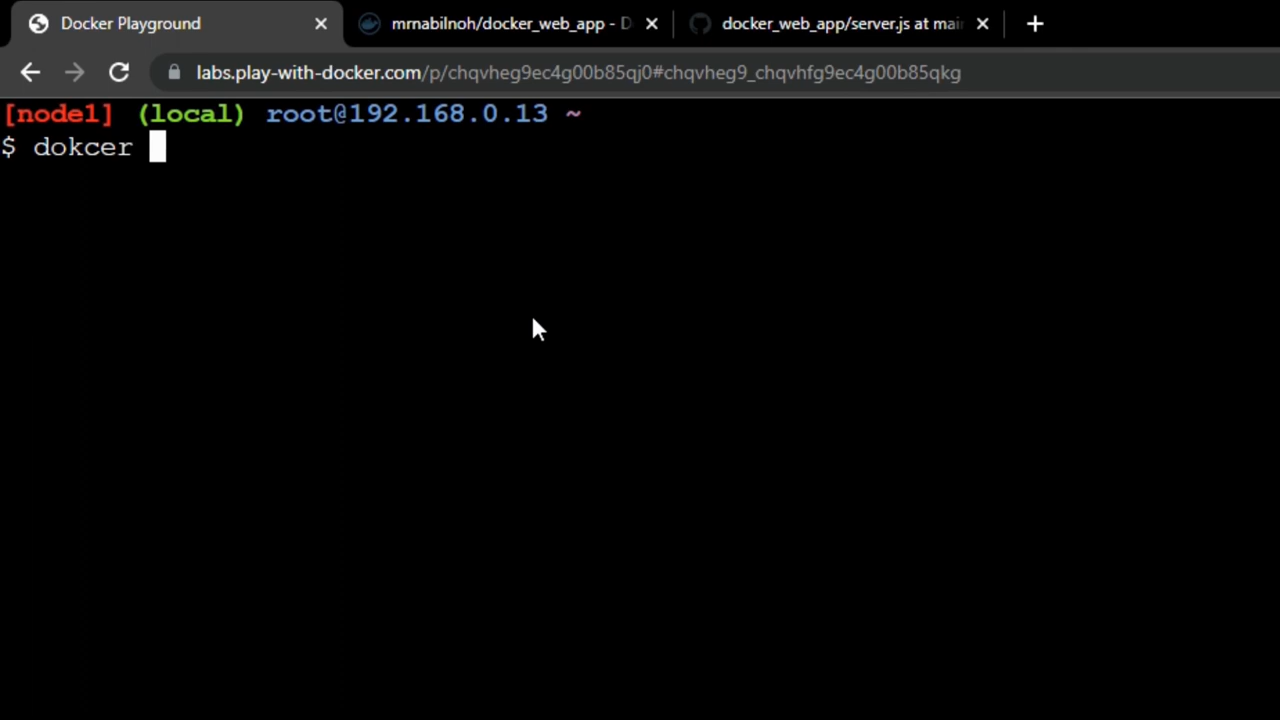 Docker Playground
mrnabilnoh/docker_web_app - D
docker_web_app/server.js at mai
labs.play-with-docker.com/p/chqvheg9ec4g00b85qj0#chqvheg9_chqvhfg9ec4g00b85qkg
[node1] (local) root@192.168.0.13 ~
$ dokcer